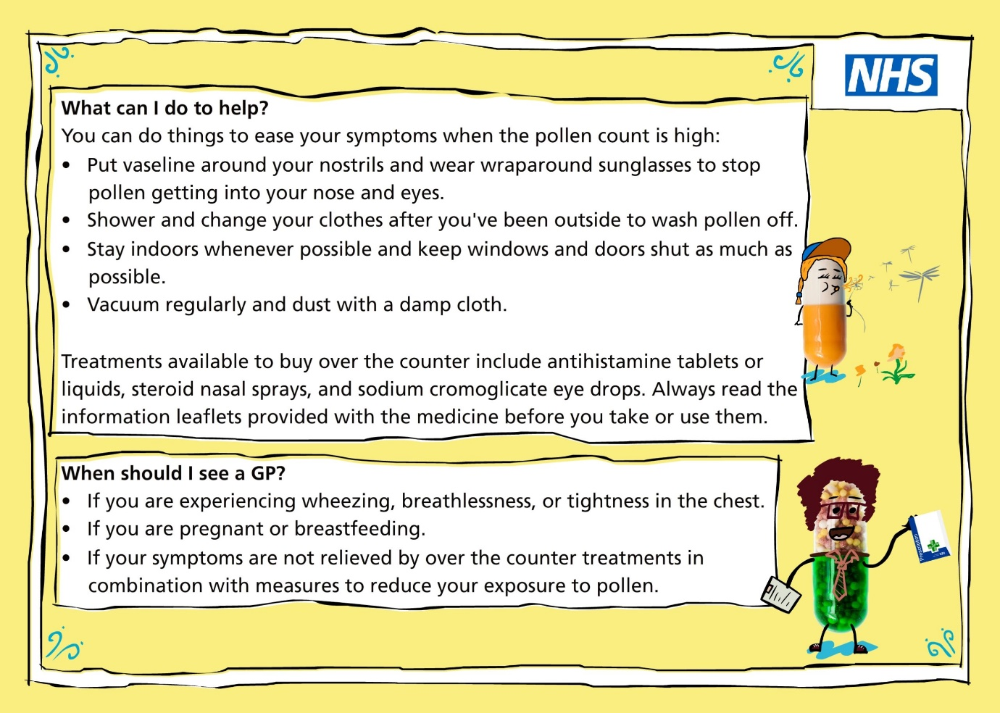 NHS
What can I do to help?
You can do things to ease your symptoms when the pollen count is high:
• Put vaseline around your nostrils and wear wraparound sunglasses to stop
pollen getting into your nose and eyes.
• Shower and change your clothes after you've been outside to wash pollen off.
• Stay indoors whenever possible and keep windows and doors shut as much as
possible.
• Vacuum regularly and dust with a damp cloth.
Treatments available to buy over the counter include antihistamine tablets or
liquids, steroid nasal sprays, and sodium cromoglicate eye drops. Always read the
information leaflets provided with the medicine before you take or use them.
When should I see a GP?
• If you are experiencing wheezing, breathlessness, or tightness in the chest.
• If you are pregnant or breastfeeding.
• If your symptoms are not relieved by over the counter treatments in
combination with measures to reduce your exposure to pollen.
Prescription